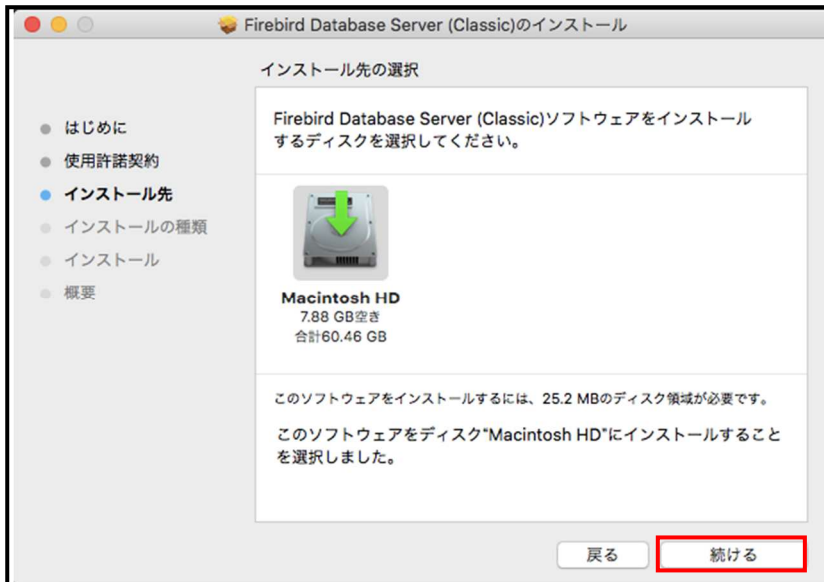 Firebird Database Server (Classic)のインストール
インストール先の選択
はじめに
使用許諾契約
インストール先
インストールの種類
インストール
概要
Firebird Database Server (Classic)ソフトウェアをインストール
するディスクを選択してください。
Macintosh HD
7.88 GB空き
合計60.46 GB
このソフトウェアをインストールするには、25.2 MBのディスク領域が必要です。
このソフトウェアをディスク“Macintosh HD”にインストールすること
を選択しました。
戻る
続ける